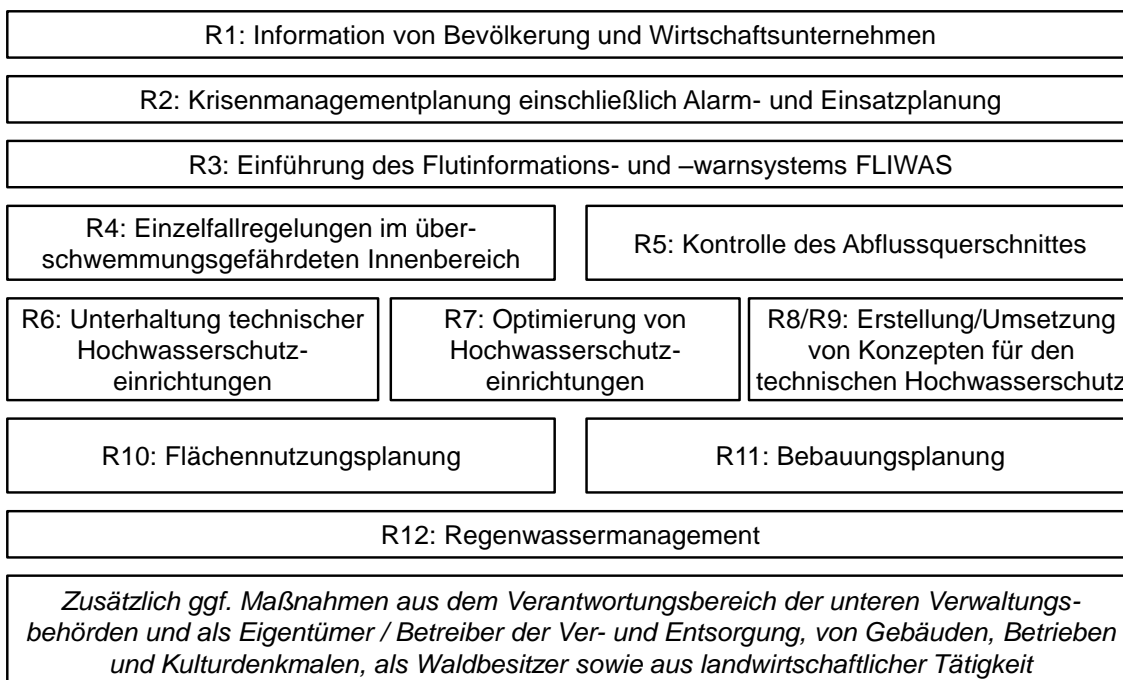 R1: Information von Bevölkerung und Wirtschaftsunternehmen
R2: Krisenmanagementplanung einschließlich Alarm- und Einsatzplanung
R3: Einführung des Flutinformations- und –warnsystems FLIWAS
R4: Einzelfallregelungen im über-
schwemmungsgefährdeten Innenbereich
R5: Kontrolle des Abflussquerschnittes
R6: Unterhaltung technischer
Hochwasserschutz-
einrichtungen
R7: Optimierung von
Hochwasserschutz-
einrichtungen
R8/R9: Erstellung/Umsetzung
von Konzepten für den
technischen Hochwasserschutz
R10: Flächennutzungsplanung
R11: Bebauungsplanung
R12: Regenwassermanagement
Zusätzlich ggf. Maßnahmen aus dem Verantwortungsbereich der unteren Verwaltungs-
behörden und als Eigentümer / Betreiber der Ver- und Entsorgung, von Gebäuden, Betrieben
und Kulturdenkmalen, als Waldbesitzer sowie aus landwirtschaftlicher Tätigkeit